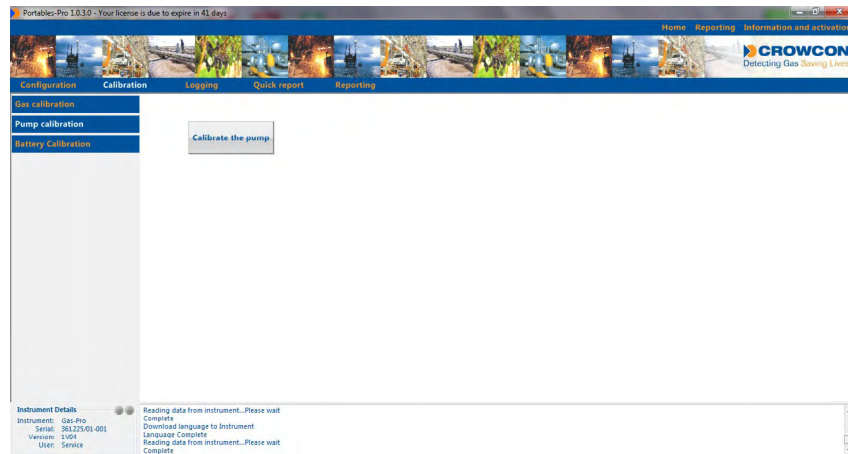 Portables-Pro 1.0.3.0 - Your license is due to expire in 41 days
Home Reporting Information and activation
CROWCON
Detecting Gas Saving Lives
Configuration Calibration Logging Quick report Reporting
Gas calibration
Pump calibration
Battery Calibration
Calibrate the pump
Instrument Details
Instrument: Gas-Pro
Serial: 361225/01-001
Version: 1V04
User: Service
Reading data from instrument...Please wait
Complete
Download language to Instrument
Language Complete
Reading data from instrument...Please wait
Complete